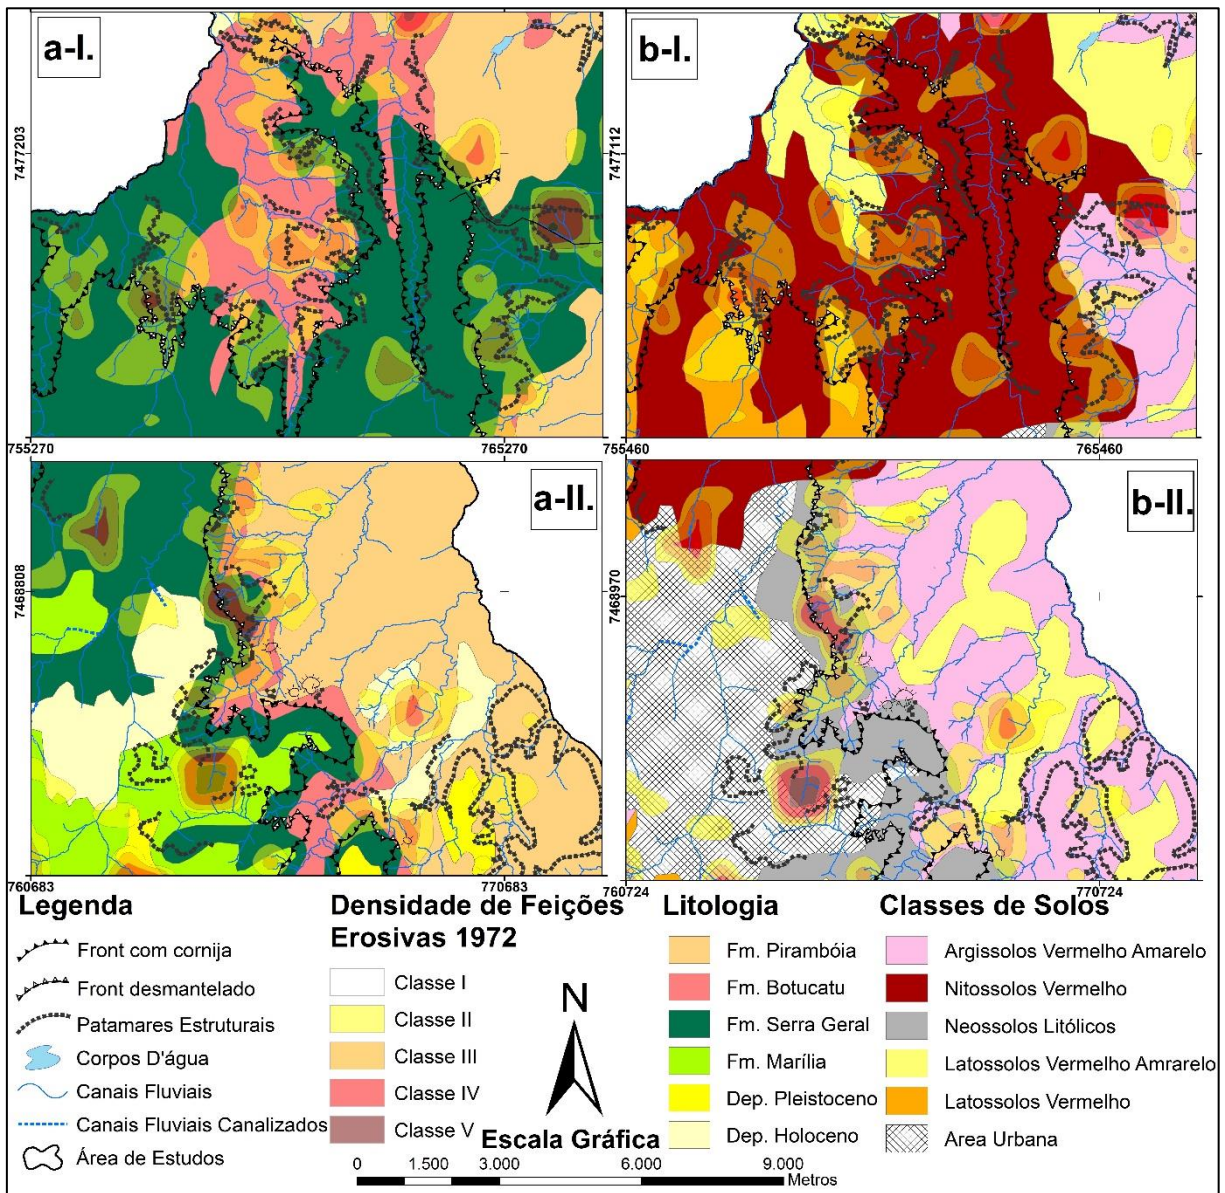 a-I.
b-I.
7477203
7477112
755270
765270
755460
765460
a-II.
b-II.
7468808
7468970
760683
770683
760724
770724
Legenda
Front com cornija
Front desmantelado
Patamares Estruturais
Corpos D'água
Canais Fluviais
Canais Fluviais Canalizados
Área de Estudos
Densidade de Feições
Erosivas 1972
Classe I
Classe II
Classe III
Classe IV
Classe V
N
Escala Gráfica
0 1.500 3.000 6.000 9.000
Metros
Litologia
Fm. Pirambóia
Fm. Botucatu
Fm. Serra Geral
Fm. Marília
Dep. Pleistoceno
Dep. Holoceno
Classes de Solos
Argissolos Vermelho Amarelo
Nitossolos Vermelho
Neossolos Litólicos
Latossolos Vermelho Amrarelo
Latossolos Vermelho
Area Urbana